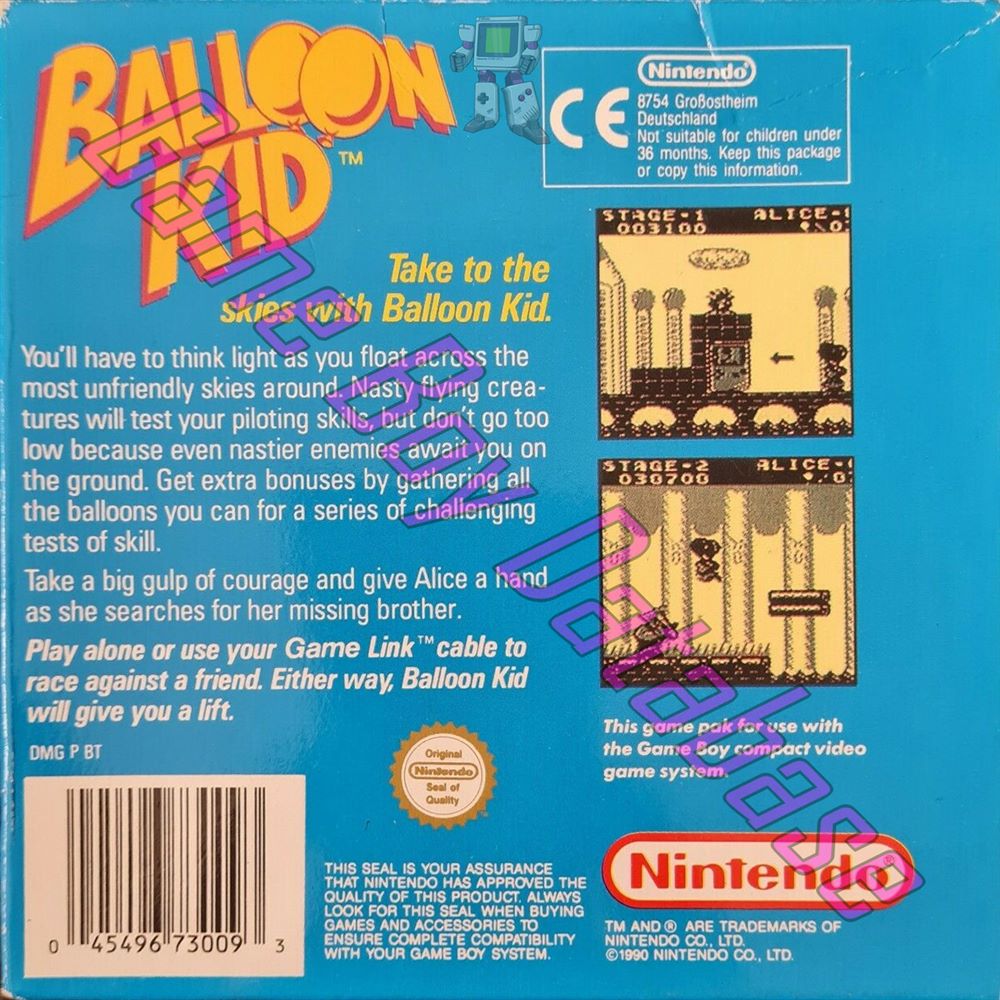 BALLOON
KID™
Nintendo®
CE
8754 Großostheim
Deutschland
Not suitable for children under
36 months. Keep this package
or copy this information.
Take to the
skies with Balloon Kid.
You'll have to think light as you float across the
most unfriendly skies around. Nasty flying crea-
tures will test your piloting skills, but don't go too
low because even nastier enemies await you on
the ground. Get extra bonuses by gathering all
the balloons you can for a series of challenging
tests of skill.
Take a big gulp of courage and give Alice a hand
as she searches for her missing brother.
Play alone or use your Game Link™ cable to
race against a friend. Either way, Balloon Kid
will give you a lift.
DMG P BT
STAGE-1 ALICE-
003100 0
STAGE-2 ALICE-
030700 0
This game pak for use with
the Game Boy compact video
game system.
Original
Nintendo
Seal of
Quality
0 45496 73009 3
THIS SEAL IS YOUR ASSURANCE
THAT NINTENDO HAS APPROVED THE
QUALITY OF THIS PRODUCT. ALWAYS
LOOK FOR THIS SEAL WHEN BUYING
GAMES AND ACCESSORIES TO
ENSURE COMPLETE COMPATIBILITY
WITH YOUR GAME BOY SYSTEM.
Nintendo®
TM AND ® ARE TRADEMARKS OF
NINTENDO CO., LTD.
©1990 NINTENDO CO., LTD.
Game Boy Database